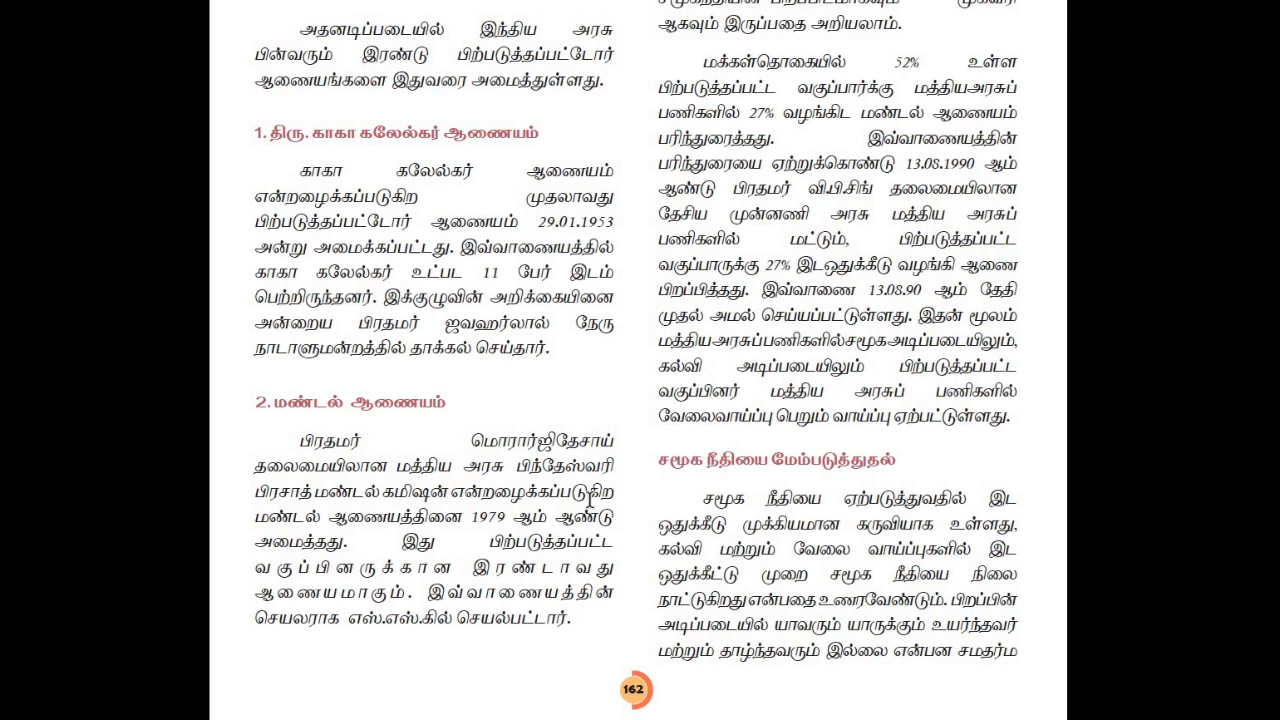 அதனடிப்படையில் இந்திய அரசு
பின்வரும் இரண்டு பிற்படுத்தப்பட்டோர்
ஆணையங்களை இதுவரை அமைத்துள்ளது.
1. திரு. காகா கலேல்கர் ஆணையம்
காகா கலேல்கர் ஆணையம்
என்றழைக்கப்படுகிற முதலாவது
பிற்படுத்தப்பட்டோர் ஆணையம் 29.01.1953
அன்று அமைக்கப்பட்டது. இவ்வாணையத்தில்
காகா கலேல்கர் உட்பட 11 பேர் இடம்
பெற்றிருந்தனர். இக்குழுவின் அறிக்கையினை
அன்றைய பிரதமர் ஜவஹர்லால் நேரு
நாடாளுமன்றத்தில் தாக்கல் செய்தார்.
2. மண்டல் ஆணையம்
பிரதமர் மொரார்ஜிதேசாய்
தலைமையிலான மத்திய அரசு பிந்தேஸ்வரி
பிரசாத் மண்டல் கமிஷன் என்றழைக்கப்படுகிற
மண்டல் ஆணையத்தினை 1979 ஆம் ஆண்டு
அமைத்தது. இது பிற்படுத்தப்பட்ட
வகுப்பினருக்கான இரண்டாவது
ஆணையமாகும். இவ்வாணையத்தின்
செயலராக எஸ்.எஸ்.கில் செயல்பட்டார்.
ஆகவும் இருப்பதை அறியலாம்.
மக்கள்தொகையில் 52% உள்ள
பிற்படுத்தப்பட்ட வகுப்பார்க்கு மத்தியஅரசுப்
பணிகளில் 27% வழங்கிட மண்டல் ஆணையம்
பரிந்துரைத்தது. இவ்வாணையத்தின்
பரிந்துரையை ஏற்றுக்கொண்டு 13.08.1990 ஆம்
ஆண்டு பிரதமர் வி.பி.சிங் தலைமையிலான
தேசிய முன்னணி அரசு மத்திய அரசுப்
பணிகளில் மட்டும், பிற்படுத்தப்பட்ட
வகுப்பாருக்கு 27% இடஒதுக்கீடு வழங்கி ஆணை
பிறப்பித்தது. இவ்வாணை 13.08.90 ஆம் தேதி
முதல் அமல் செய்யப்பட்டுள்ளது. இதன் மூலம்
மத்திய அரசுப் பணிகளில் சமூக அடிப்படையிலும்,
கல்வி அடிப்படையிலும் பிற்படுத்தப்பட்ட
வகுப்பினர் மத்திய அரசுப் பணிகளில்
வேலைவாய்ப்பு பெறும் வாய்ப்பு ஏற்பட்டுள்ளது.
சமூக நீதியை மேம்படுத்துதல்
சமூக நீதியை ஏற்படுத்துவதில் இட
ஒதுக்கீடு முக்கியமான கருவியாக உள்ளது,
கல்வி மற்றும் வேலை வாய்ப்புகளில் இட
ஒதுக்கீட்டு முறை சமூக நீதியை நிலை
நாட்டுகிறது என்பதை உணரவேண்டும். பிறப்பின்
அடிப்படையில் யாவரும் யாருக்கும் உயர்ந்தவர்
மற்றும் தாழ்ந்தவரும் இல்லை என்பன சமதர்ம
162